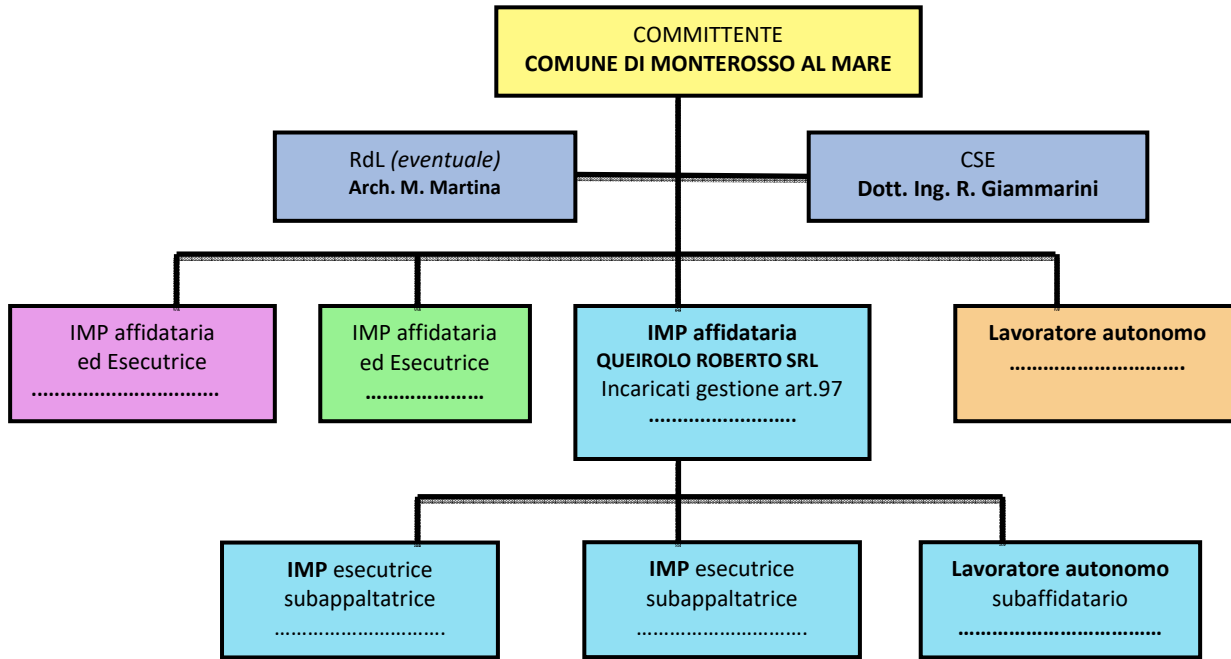 COMMITTENTE
COMUNE DI MONTEROSSO AL MARE
RdL (eventuale)
Arch. M. Martina
CSE
Dott. Ing. R. Giammarini
IMP affidataria
ed Esecutrice
……………………………
IMP affidataria
ed Esecutrice
…………………
IMP affidataria
QUEIROLO ROBERTO SRL
Incaricati gestione art.97
……………………..
Lavoratore autonomo
………………………….
IMP esecutrice
subappaltatrice
………………………….
IMP esecutrice
subappaltatrice
………………………….
Lavoratore autonomo
subaffidatario
…………………………………